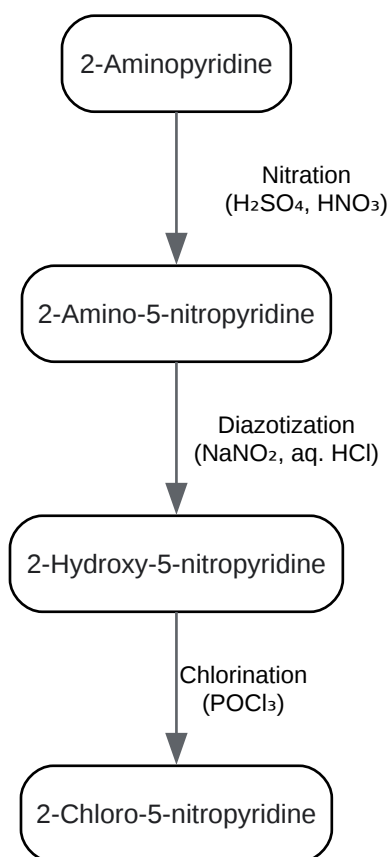 2-Aminopyridine
Nitration
(H₂SO₄, HNO₃)
2-Amino-5-nitropyridine
Diazotization
(NaNO₂, aq. HCl)
2-Hydroxy-5-nitropyridine
Chlorination
(POCl₃)
2-Chloro-5-nitropyridine